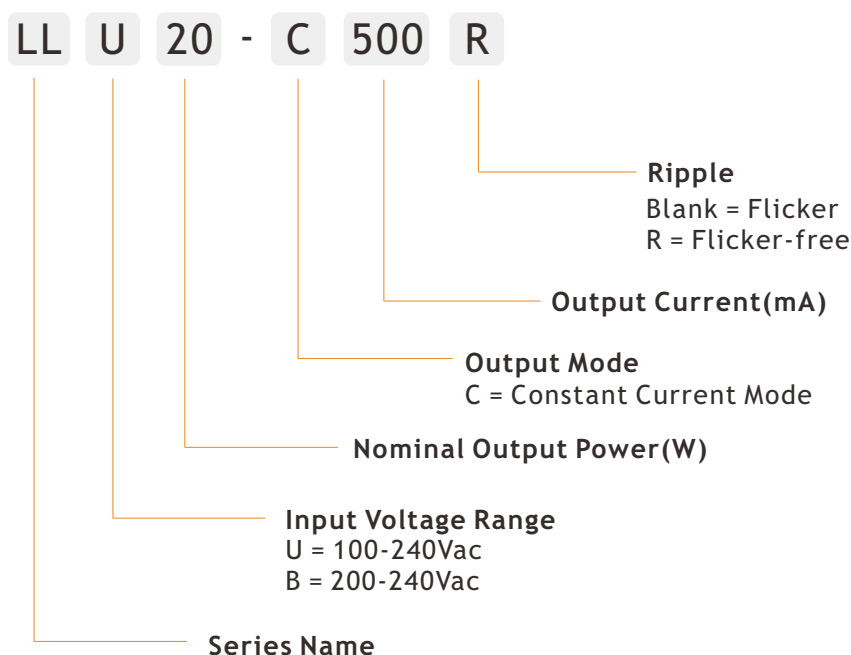 LL U 20 - C 500 R
Ripple
Blank = Flicker
R = Flicker-free
Output Current(mA)
Output Mode
C = Constant Current Mode
Nominal Output Power(W)
Input Voltage Range
U = 100-240Vac
B = 200-240Vac
Series Name